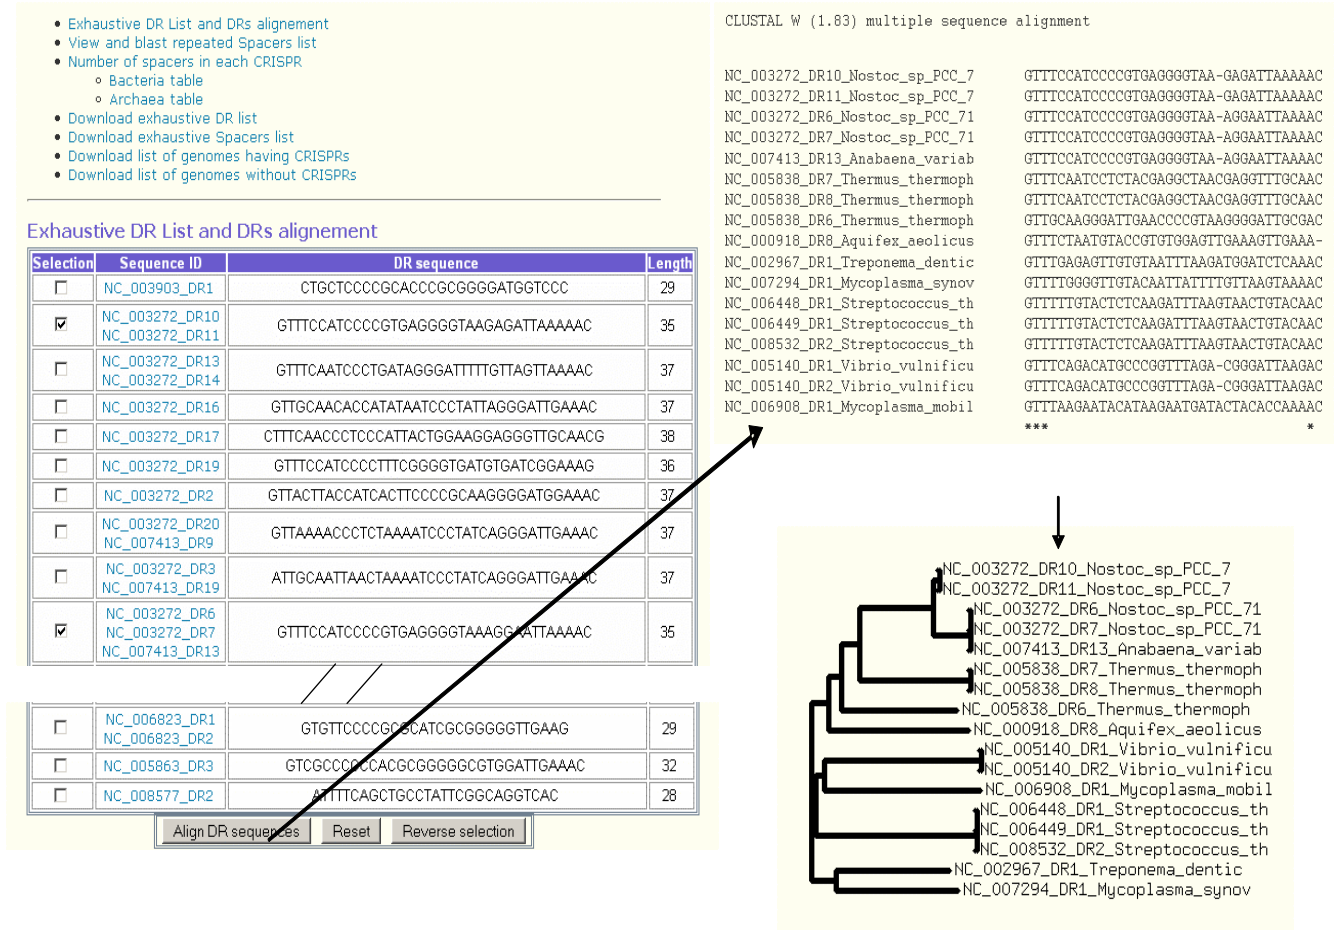 Exhaustive DR List and DRs alignement
View and blast repeated Spacers list
Number of spacers in each CRISPR
Bacteria table
Archaea table
Download exhaustive DR list
Download exhaustive Spacers list
Download list of genomes having CRISPRs
Download list of genomes without CRISPRs
Exhaustive DR List and DRs alignement
Selection Sequence ID DR sequence Length
NC_003903_DR1 CTGCTCCCCGCACCCGCGGGGATGGTCCC 29
NC_003272_DR10
NC_003272_DR11
GTTTCCATCCCCGTGAGGGGTAAGAGATTAAAAAC 35
NC_003272_DR13
NC_003272_DR14
GTTTCAATCCCTGATAGGGATTTTTGTTAGTTAAAAC 37
NC_003272_DR16 GTTGCAACACCATATAATCCCTATTAGGGATTGAAAC 37
NC_003272_DR17 CTTTCAACCCTCCCATTACTGGAAGGAGGGTTGCAACG 38
NC_003272_DR19 GTTTCCATCCCCTTTCGGGGTGATGTGATCGGAAAG 36
NC_003272_DR2 GTTACTTACCATCACTTCCCCGCAAGGGGATGGAAAC 37
NC_003272_DR20
NC_007413_DR9
GTTAAAACCCTCTAAAATCCCTATCAGGGATTGAAAC 37
NC_003272_DR3
NC_007413_DR19
ATTGCAATTAACTAAAATCCCTATCAGGGATTGAAAC 37
NC_003272_DR6
NC_003272_DR7
NC_007413_DR13
GTTTCCATCCCCGTGAGGGGTAAAGGAATTAAAAC 35
NC_006823_DR1
NC_006823_DR2
GTGTTCCCCGCGCATCGCGGGGGTTGAAG 29
NC_005863_DR3 GTCGCCCCCCACGCGGGGGCGTGGATTGAAAC 32
NC_008577_DR2 ATTTTCAGCTGCCTATTCGGCAGGTCAC 28
Align DR sequences Reset Reverse selection
CLUSTAL W (1.83) multiple sequence alignment
NC_003272_DR10_Nostoc_sp_PCC_7 GTTTCCATCCCCGTGAGGGGTAA-GAGATTAAAAAC
NC_003272_DR11_Nostoc_sp_PCC_7 GTTTCCATCCCCGTGAGGGGTAA-GAGATTAAAAAC
NC_003272_DR6_Nostoc_sp_PCC_71 GTTTCCATCCCCGTGAGGGGTAA-AGGAATTAAAAC
NC_003272_DR7_Nostoc_sp_PCC_71 GTTTCCATCCCCGTGAGGGGTAA-AGGAATTAAAAC
NC_007413_DR13_Anabaena_variab GTTTCCATCCCCGTGAGGGGTAA-AGGAATTAAAAC
NC_005838_DR7_Thermus_thermoph GTTTCAATCCTCTACGAGGCTAACGAGGTTTGCAAC
NC_005838_DR8_Thermus_thermoph GTTTCAATCCTCTACGAGGCTAACGAGGTTTGCAAC
NC_005838_DR6_Thermus_thermoph GTTGCAAGGGATTGAACCCCGTAAGGGGATTGCGAC
NC_000918_DR8_Aquifex_aeolicus GTTTCTAATGTACCGTGTGGAGTTGAAAGTTGAAA-
NC_002967_DR1_Treponema_dentic GTTTGAGAGTTGTGTAATTTAAGATGGATCTCAAAC
NC_007294_DR1_Mycoplasma_synov GTTTTGGGGTTGTACAATTATTTTGTTAAGTAAAAC
NC_006448_DR1_Streptococcus_th GTTTTTGTACTCTCAAGATTTAAGTAACTGTACAAC
NC_006449_DR1_Streptococcus_th GTTTTTGTACTCTCAAGATTTAAGTAACTGTACAAC
NC_008532_DR2_Streptococcus_th GTTTTTGTACTCTCAAGATTTAAGTAACTGTACAAC
NC_005140_DR1_Vibrio_vulnificu GTTTCAGACATGCCCGGTTTAGA-CGGGATTAAGAC
NC_005140_DR2_Vibrio_vulnificu GTTTCAGACATGCCCGGTTTAGA-CGGGATTAAGAC
NC_006908_DR1_Mycoplasma_mobil GTTTAAGAATACATAAGAATGATACTACACCAAAAC
*** *
NC_003272_DR10_Nostoc_sp_PCC_7
NC_003272_DR11_Nostoc_sp_PCC_7
NC_003272_DR6_Nostoc_sp_PCC_71
NC_003272_DR7_Nostoc_sp_PCC_71
NC_007413_DR13_Anabaena_variab
NC_005838_DR7_Thermus_thermoph
NC_005838_DR8_Thermus_thermoph
NC_005838_DR6_Thermus_thermoph
NC_000918_DR8_Aquifex_aeolicus
NC_005140_DR1_Vibrio_vulnificu
NC_005140_DR2_Vibrio_vulnificu
NC_006908_DR1_Mycoplasma_mobil
NC_006448_DR1_Streptococcus_th
NC_006449_DR1_Streptococcus_th
NC_008532_DR2_Streptococcus_th
NC_002967_DR1_Treponema_dentic
NC_007294_DR1_Mycoplasma_synov